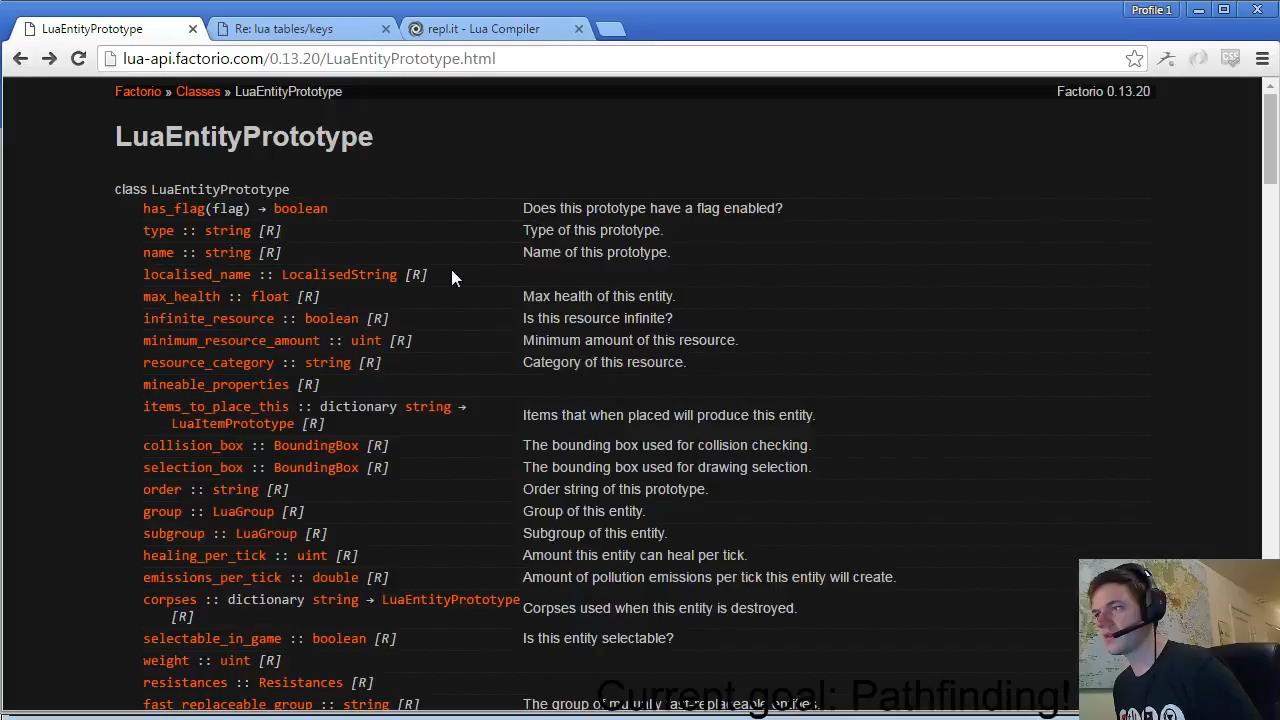 Profile 1
LuaEntityPrototype
Re: lua tables/keys
repl.it - Lua Compiler
lua-api.factorio.com/0.13.20/LuaEntityPrototype.html
Factorio » Classes » LuaEntityPrototype
Factorio 0.13.20
LuaEntityPrototype
class LuaEntityPrototype
has_flag(flag) → boolean Does this prototype have a flag enabled?
type :: string [R] Type of this prototype.
name :: string [R] Name of this prototype.
localised_name :: LocalisedString [R]
max_health :: float [R] Max health of this entity.
infinite_resource :: boolean [R] Is this resource infinite?
minimum_resource_amount :: uint [R] Minimum amount of this resource.
resource_category :: string [R] Category of this resource.
mineable_properties [R]
items_to_place_this :: dictionary string →
LuaItemPrototype [R]
Items that when placed will produce this entity.
collision_box :: BoundingBox [R] The bounding box used for collision checking.
selection_box :: BoundingBox [R] The bounding box used for drawing selection.
order :: string [R] Order string of this prototype.
group :: LuaGroup [R] Group of this entity.
subgroup :: LuaGroup [R] Subgroup of this entity.
healing_per_tick :: uint [R] Amount this entity can heal per tick.
emissions_per_tick :: double [R] Amount of pollution emissions per tick this entity will create.
corpses :: dictionary string → LuaEntityPrototype
[R]
Corpses used when this entity is destroyed.
selectable_in_game :: boolean [R] Is this entity selectable?
weight :: uint [R]
resistances :: Resistances [R]
fast_replaceable_group :: string [R] The group of mutually fast-replaceable entities.
Current goal: Pathfinding!